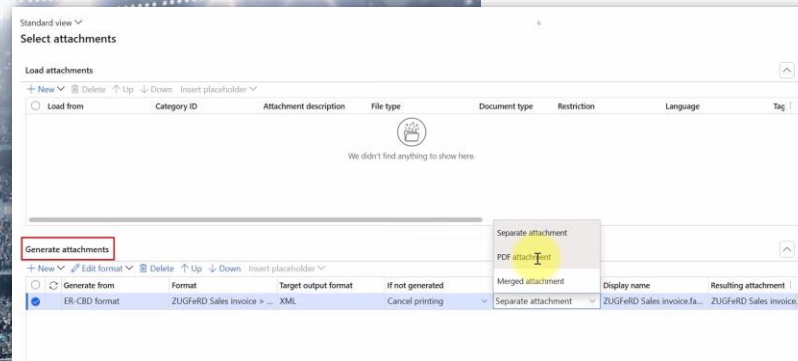 Standard view
Select attachments
Load attachments
New Delete Up Down Insert placeholder
Load from Category ID Attachment description File type Document type Restriction Language Tag
We didn't find anything to show here.
Separate attachment
PDF attachment
Merged attachment
Generate attachments
New Edit format Delete Up Down Insert placeholder
Generate from Format Target output format If not generated Display name Resulting attachment
ER-CBD format ZUGFeRD Sales invoice > ... XML Cancel printing Separate attachment ZUGFeRD Sales invoice.fa... ZUGFeRD Sales invoice.